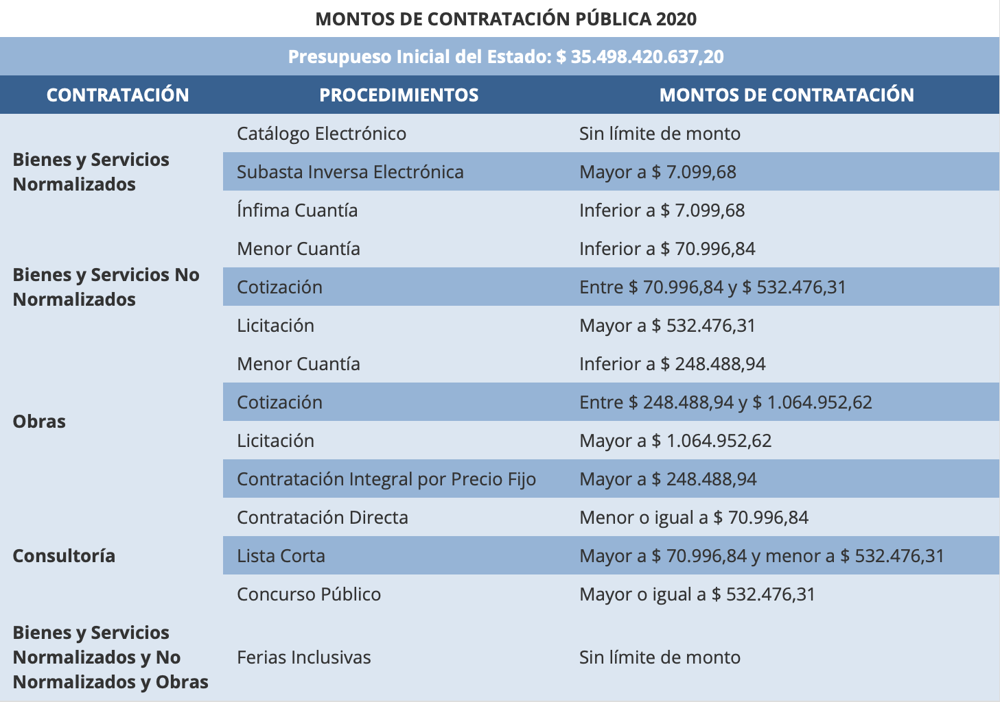 MONTOS DE CONTRATACIÓN PÚBLICA 2020
Presupueso Inicial del Estado: $ 35.498.420.637,20
CONTRATACIÓN PROCEDIMIENTOS MONTOS DE CONTRATACIÓN
Bienes y Servicios
Normalizados
Catálogo Electrónico Sin límite de monto
Subasta Inversa Electrónica Mayor a $ 7.099,68
Ínfima Cuantía Inferior a $ 7.099,68
Bienes y Servicios No
Normalizados
Menor Cuantía Inferior a $ 70.996,84
Cotización Entre $ 70.996,84 y $ 532.476,31
Licitación Mayor a $ 532.476,31
Obras
Menor Cuantía Inferior a $ 248.488,94
Cotización Entre $ 248.488,94 y $ 1.064.952,62
Licitación Mayor a $ 1.064.952,62
Contratación Integral por Precio Fijo Mayor a $ 248.488,94
Consultoría
Contratación Directa Menor o igual a $ 70.996,84
Lista Corta Mayor a $ 70.996,84 y menor a $ 532.476,31
Concurso Público Mayor o igual a $ 532.476,31
Bienes y Servicios
Normalizados y No
Normalizados y Obras
Ferias Inclusivas Sin límite de monto